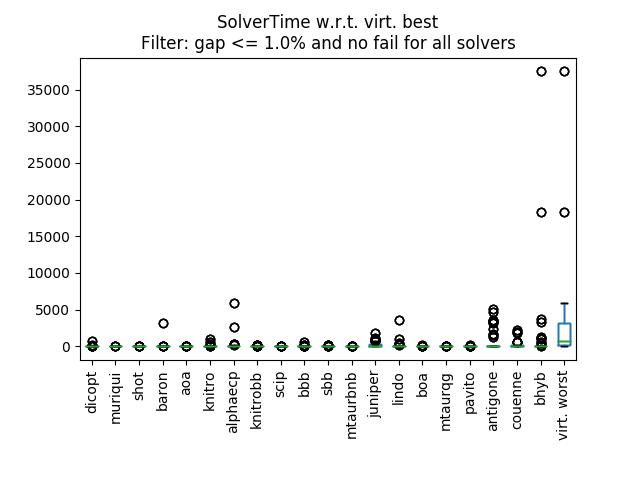 SolverTime w.r.t. virt. best
Filter: gap <= 1.0% and no fail for all solvers
35000
30000
25000
20000
15000
10000
5000
0
dicopt
muriqui
shot
baron
aoa
knitro
alphaecp
knitrobb
scip
bbb
sbb
mtaurbnb
juniper
lindo
boa
mtaurqg
pavito
antigone
couenne
bhyb
virt. worst